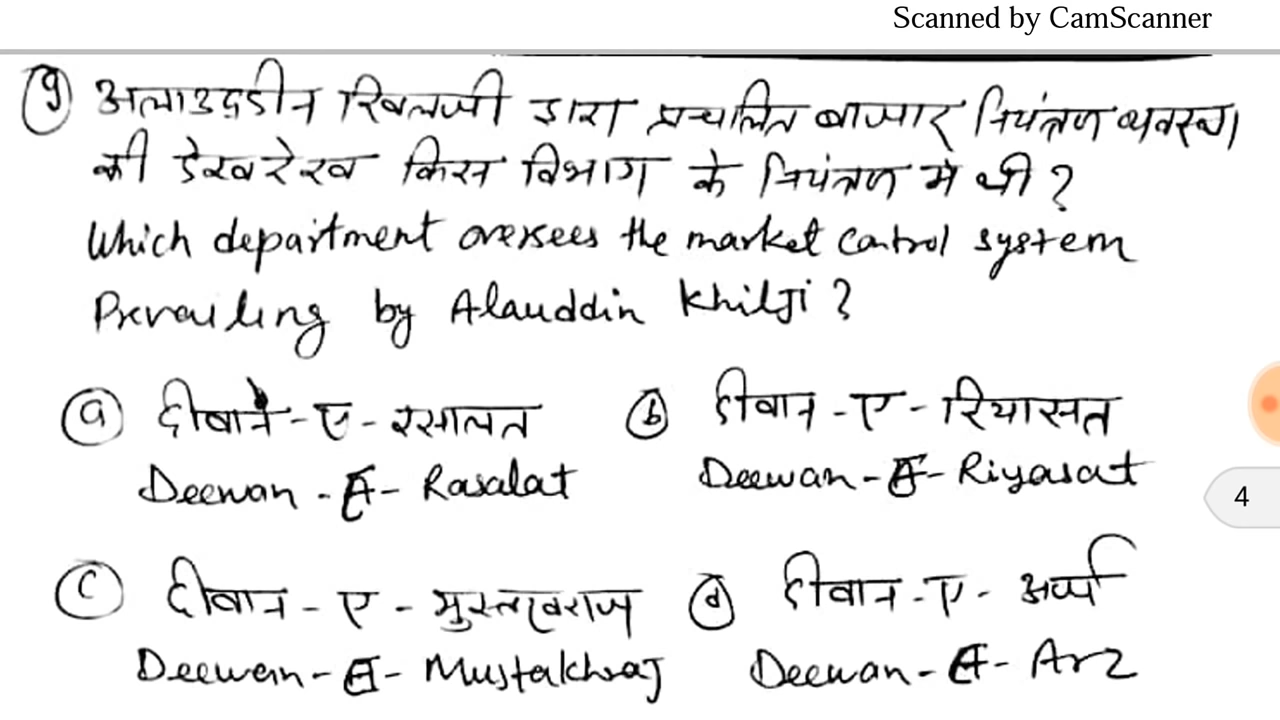 Scanned by CamScanner
9 अलाउद्डीन खिलजी द्वारा प्रचलित बाजार नियंत्रण व्यवस्था
की डेखरेख किस विभाग के नियंत्रण मे थी?
Which department oversees the market control system
Prevailing by Alauddin Khilji?
a दीवान-ए-रसालत b दीवान-ए-रियासत
Deewan-E-Rasalat Deewan-E-Riyasat
4
c दीवान-ए-मुस्तखराज d दीवान-ए-अर्ज
Deewan-E-Mustakhraj Deewan-E-Arz